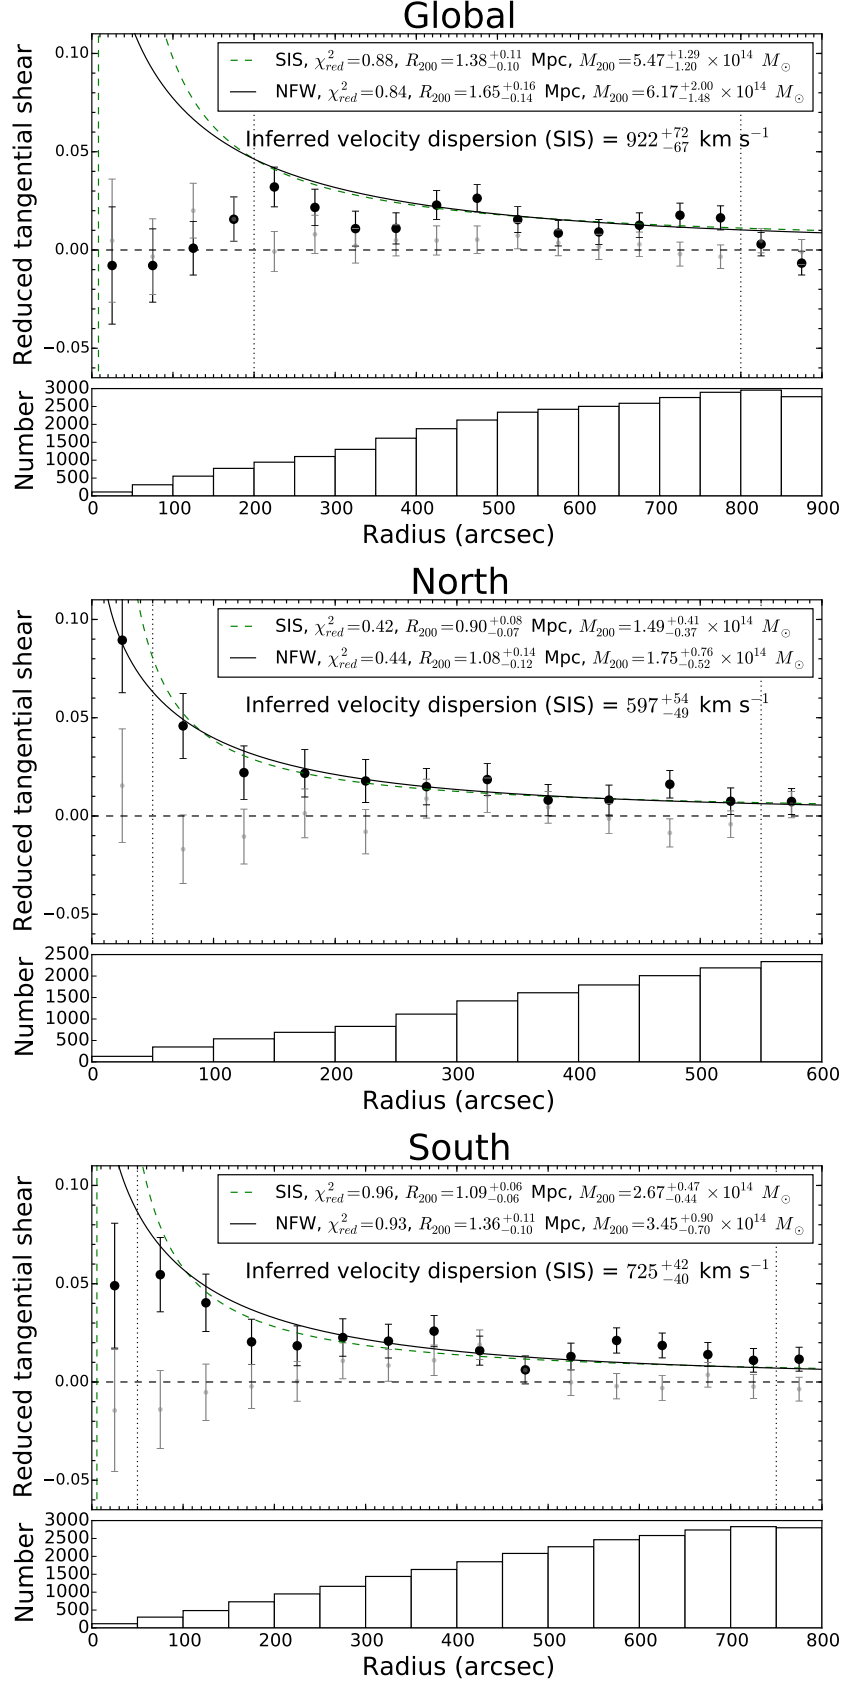 Global
SIS, χ²_red=0.88, R₂₀₀=1.38^{+0.11}_{−0.10} Mpc, M₂₀₀=5.47^{+1.29}_{−1.20} ×10¹⁴ M_⊙
NFW, χ²_red=0.84, R₂₀₀=1.65^{+0.16}_{−0.14} Mpc, M₂₀₀=6.17^{+2.00}_{−1.48} ×10¹⁴ M_⊙
Inferred velocity dispersion (SIS) = 922^{+72}_{−67} km s⁻¹
Reduced tangential shear
0.10
0.05
0.00
−0.05
Number
3000
2500
2000
1500
1000
500
0
0 100 200 300 400 500 600 700 800 900
Radius (arcsec)
North
SIS, χ²_red=0.42, R₂₀₀=0.90^{+0.08}_{−0.07} Mpc, M₂₀₀=1.49^{+0.41}_{−0.37} ×10¹⁴ M_⊙
NFW, χ²_red=0.44, R₂₀₀=1.08^{+0.14}_{−0.12} Mpc, M₂₀₀=1.75^{+0.76}_{−0.52} ×10¹⁴ M_⊙
Inferred velocity dispersion (SIS) = 597^{+54}_{−49} km s⁻¹
Reduced tangential shear
0.10
0.05
0.00
−0.05
Number
2500
2000
1500
1000
500
0
0 100 200 300 400 500 600
Radius (arcsec)
South
SIS, χ²_red=0.96, R₂₀₀=1.09^{+0.06}_{−0.06} Mpc, M₂₀₀=2.67^{+0.47}_{−0.44} ×10¹⁴ M_⊙
NFW, χ²_red=0.93, R₂₀₀=1.36^{+0.11}_{−0.10} Mpc, M₂₀₀=3.45^{+0.90}_{−0.70} ×10¹⁴ M_⊙
Inferred velocity dispersion (SIS) = 725^{+42}_{−40} km s⁻¹
Reduced tangential shear
0.10
0.05
0.00
−0.05
Number
3000
2500
2000
1500
1000
500
0
0 100 200 300 400 500 600 700 800
Radius (arcsec)